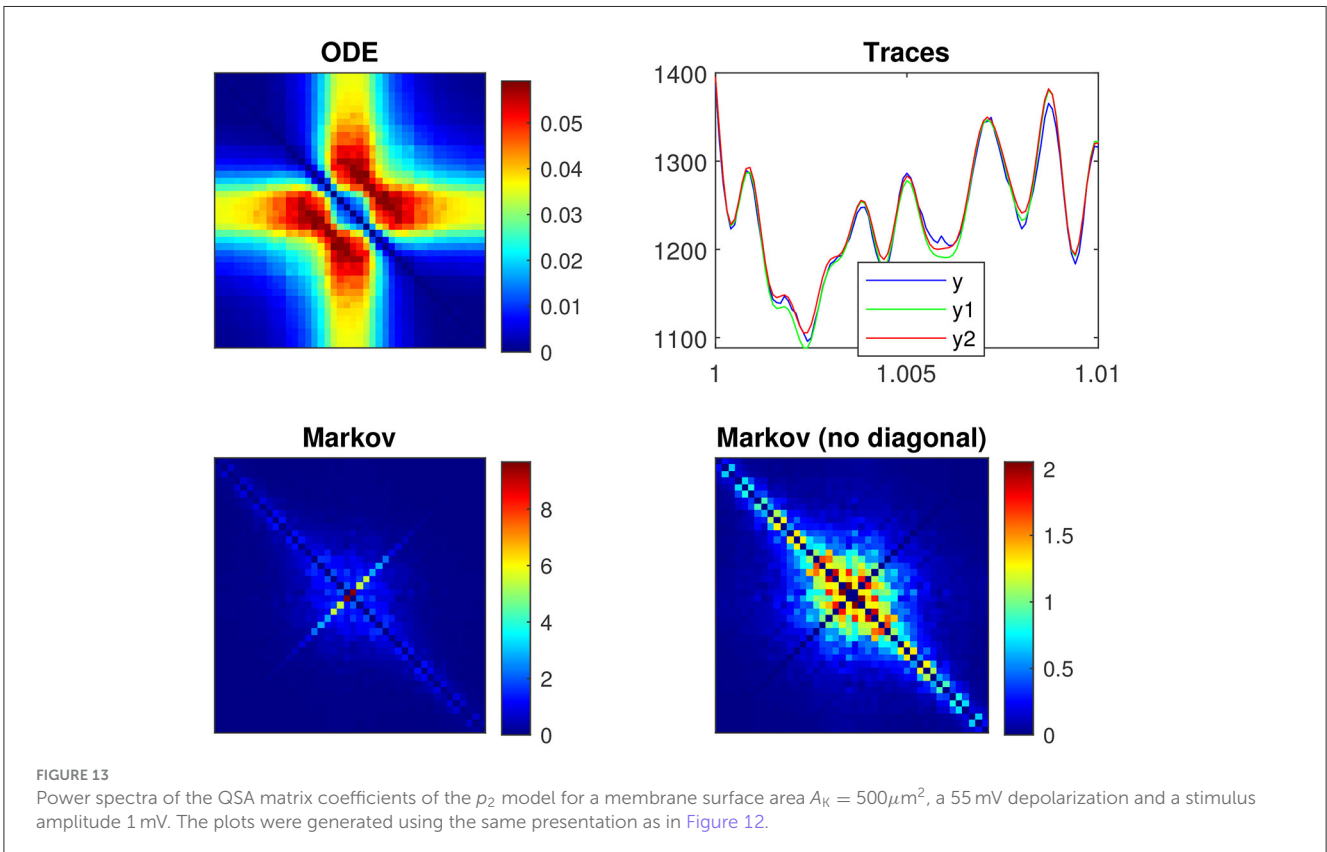 ODE
0.05
0.04
0.03
0.02
0.01
0
Traces
1400
1300
1200
1100
1
1.005
1.01
y
y1
y2
Markov
8
6
4
2
0
Markov (no diagonal)
2
1.5
1
0.5
0
FIGURE 13
Power spectra of the QSA matrix coefficients of the p₂ model for a membrane surface area A_K = 500μm², a 55 mV depolarization and a stimulus
amplitude 1 mV. The plots were generated using the same presentation as in Figure 12.